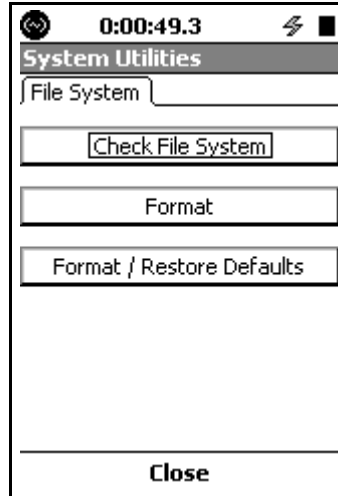 0:00:49.3
System Utilities
File System
Check File System
Format
Format / Restore Defaults
Close